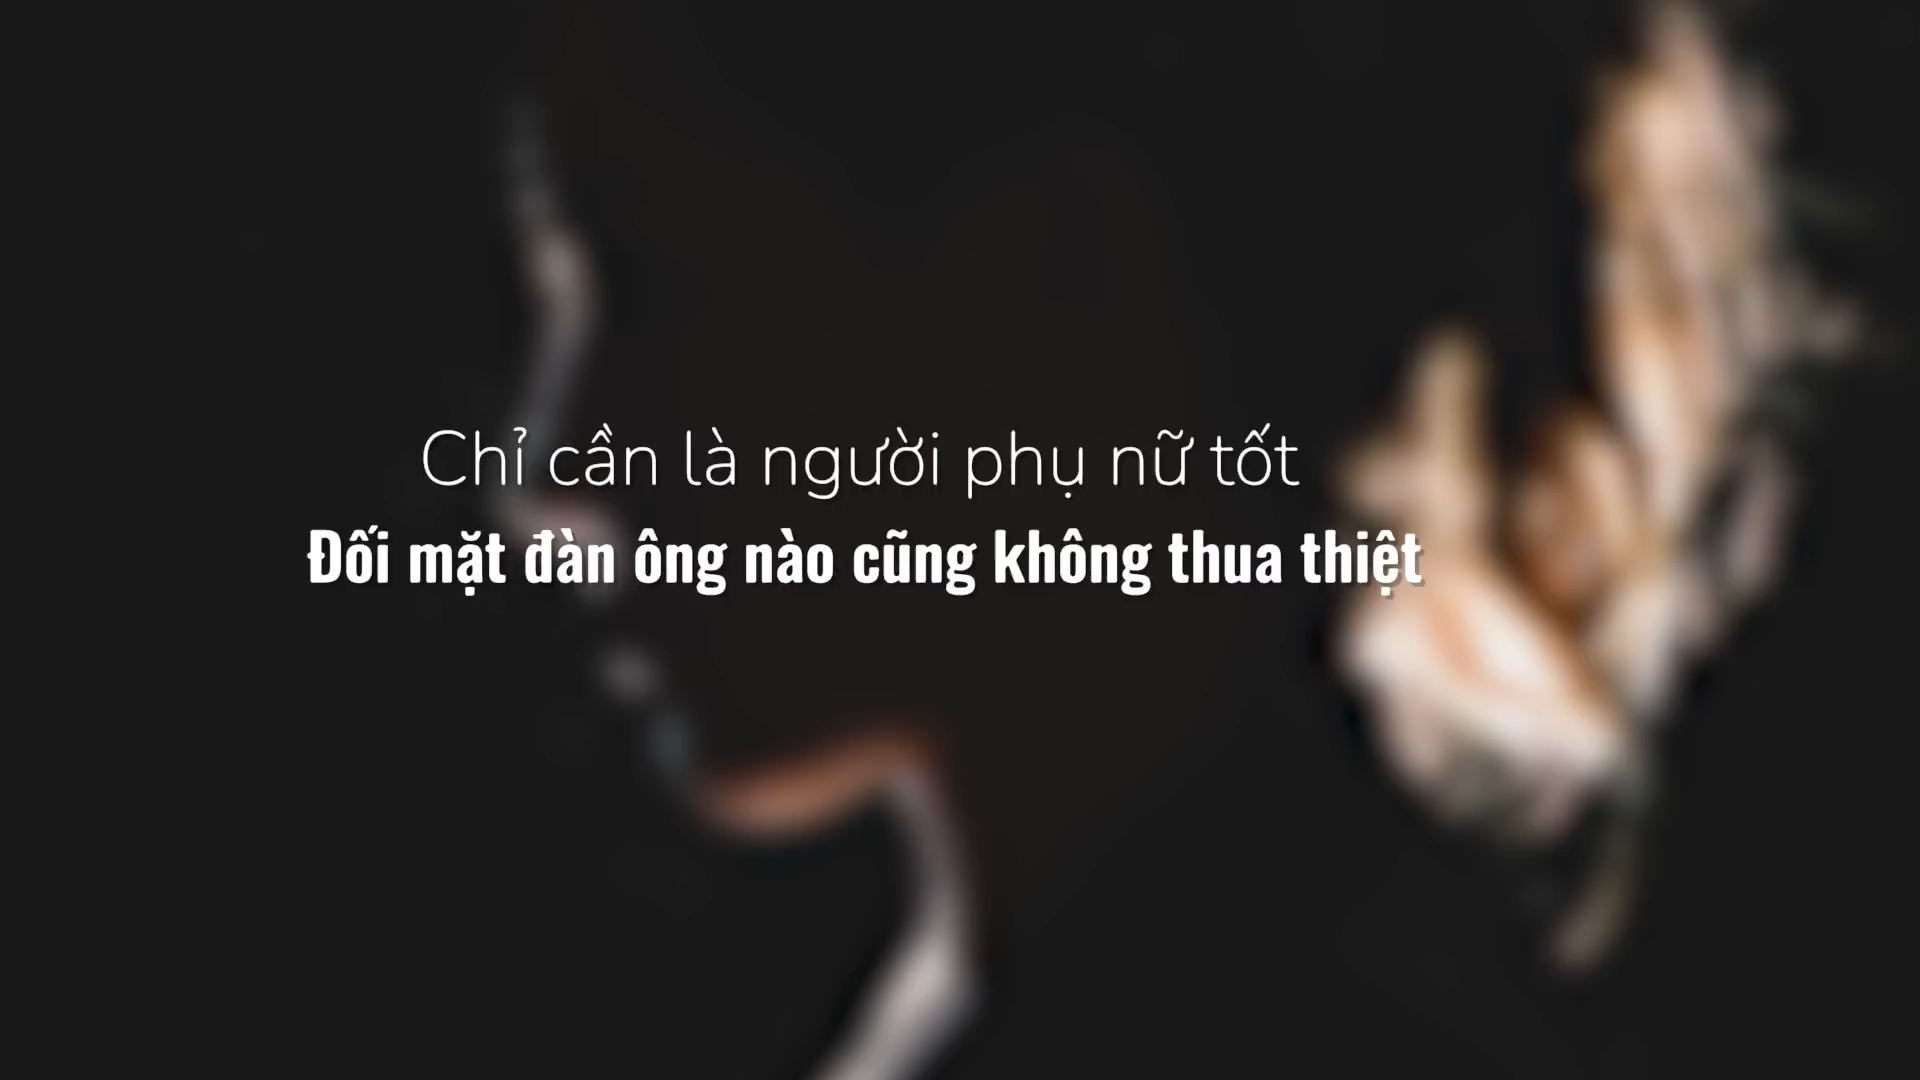 Chỉ cần là người phụ nữ tốt
Đối mặt đàn ông nào cũng không thua thiệt